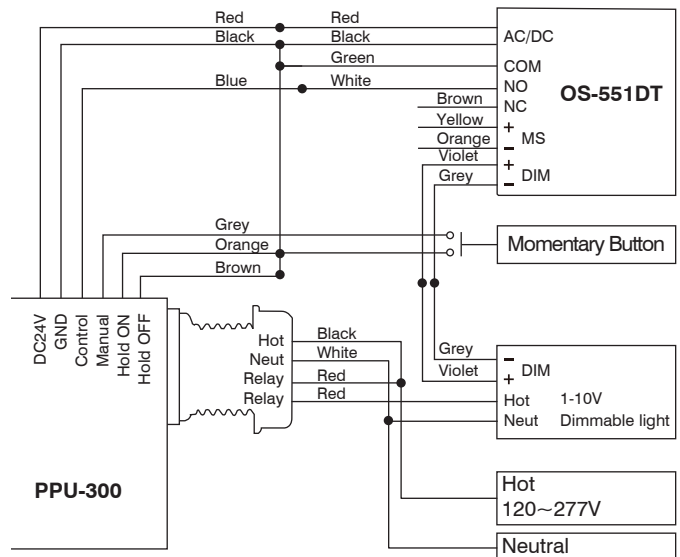 Red Red
Black Black
Green
Blue White
Brown
Yellow
Orange
Violet
Grey
AC/DC
COM
NO
NC
+
MS
-
+
DIM
-
OS-551DT
Grey
Orange
Brown
Momentary Button
DC24V
GND
Control
Manual
Hold ON
Hold OFF
PPU-300
Hot
Neut
Relay
Relay
Black
White
Red
Red
Grey
Violet
-
DIM
+
Hot 1-10V
Neut Dimmable light
Hot
120~277V
Neutral